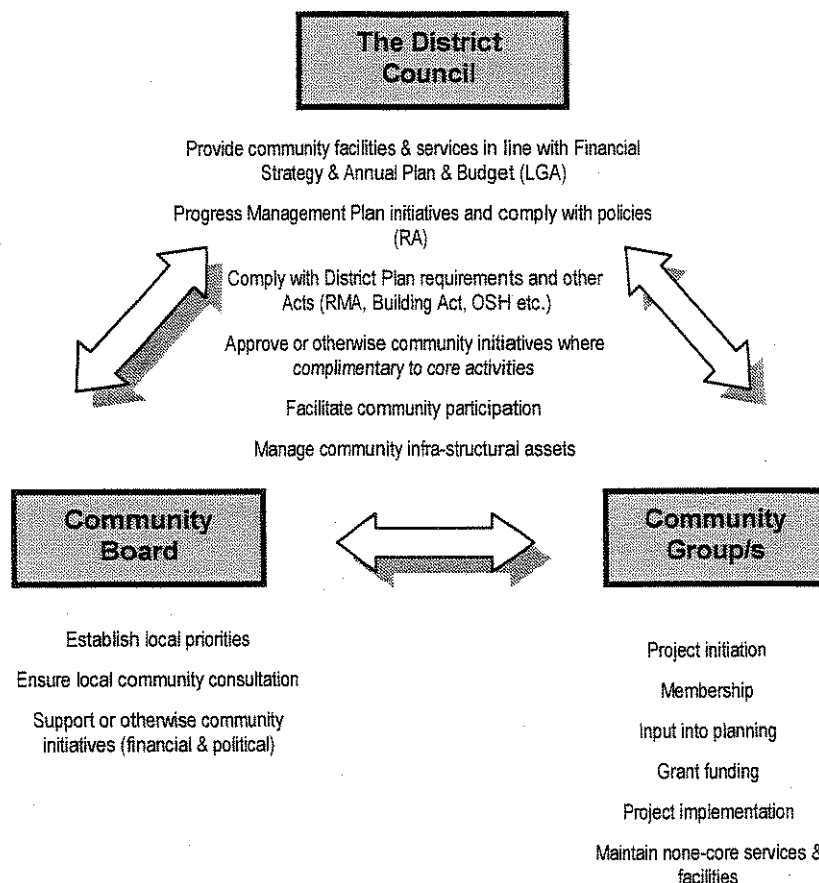 The District
Council
Provide community facilities & services in line with Financial
Strategy & Annual Plan & Budget (LGA)
Progress Management Plan initiatives and comply with policies
(RA)
Comply with District Plan requirements and other
Acts (RMA, Building Act, OSH etc.)
Approve or otherwise community initiatives where
complimentary to core activities
Facilitate community participation
Manage community infra-structural assets
Community
Board
Establish local priorities
Ensure local community consultation
Support or otherwise community
initiatives (financial & political)
Community
Group/s
Project initiation
Membership
Input into planning
Grant funding
Project implementation
Maintain none-core services &
facilities